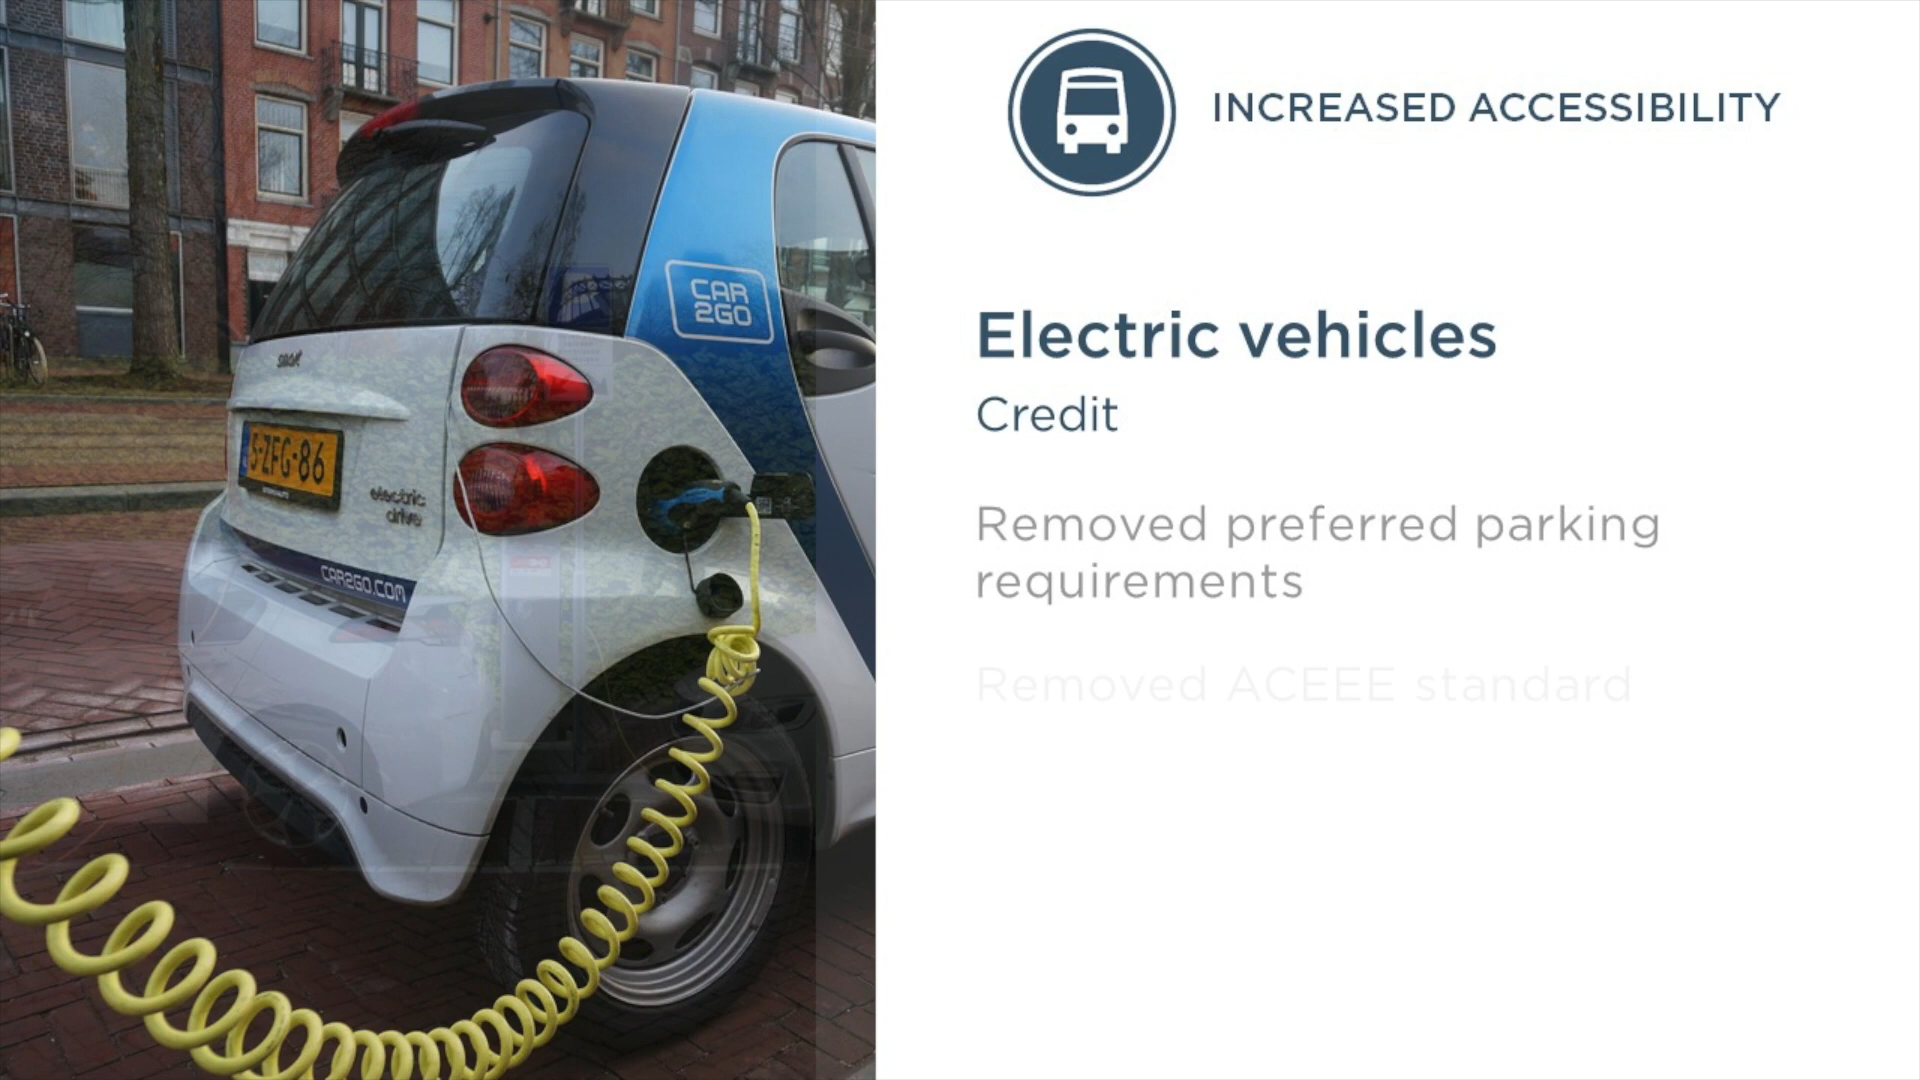 INCREASED ACCESSIBILITY
Electric vehicles
Credit
Removed preferred parking
requirements
Removed ACEEE standard
CAR
2GO
smart
5-ZFG-86
electric
drive
CAR2GO.COM